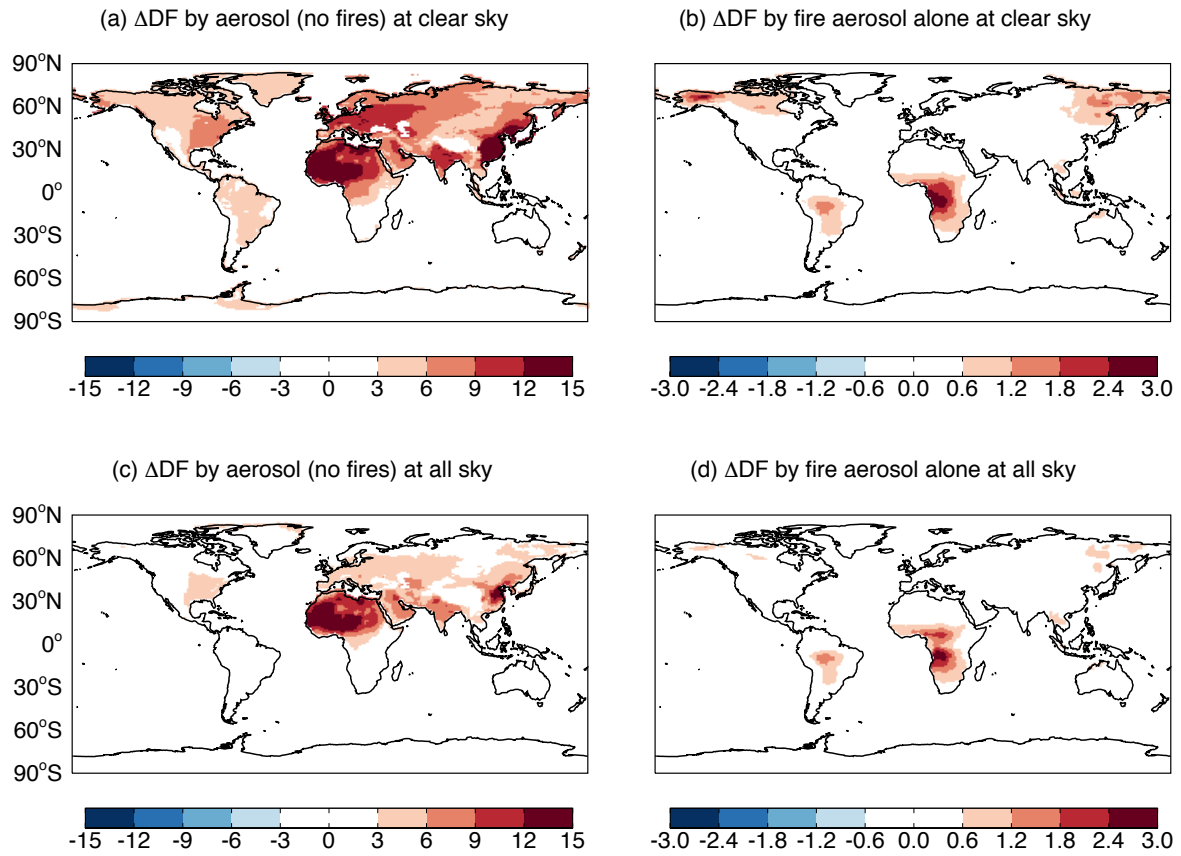 (a) ΔDF by aerosol (no fires) at clear sky
(b) ΔDF by fire aerosol alone at clear sky
90°N
60°N
30°N
0°
30°S
60°S
90°S
-15 -12 -9 -6 -3 0 3 6 9 12 15
-3.0 -2.4 -1.8 -1.2 -0.6 0.0 0.6 1.2 1.8 2.4 3.0
(c) ΔDF by aerosol (no fires) at all sky
(d) ΔDF by fire aerosol alone at all sky
90°N
60°N
30°N
0°
30°S
60°S
90°S
-15 -12 -9 -6 -3 0 3 6 9 12 15
-3.0 -2.4 -1.8 -1.2 -0.6 0.0 0.6 1.2 1.8 2.4 3.0